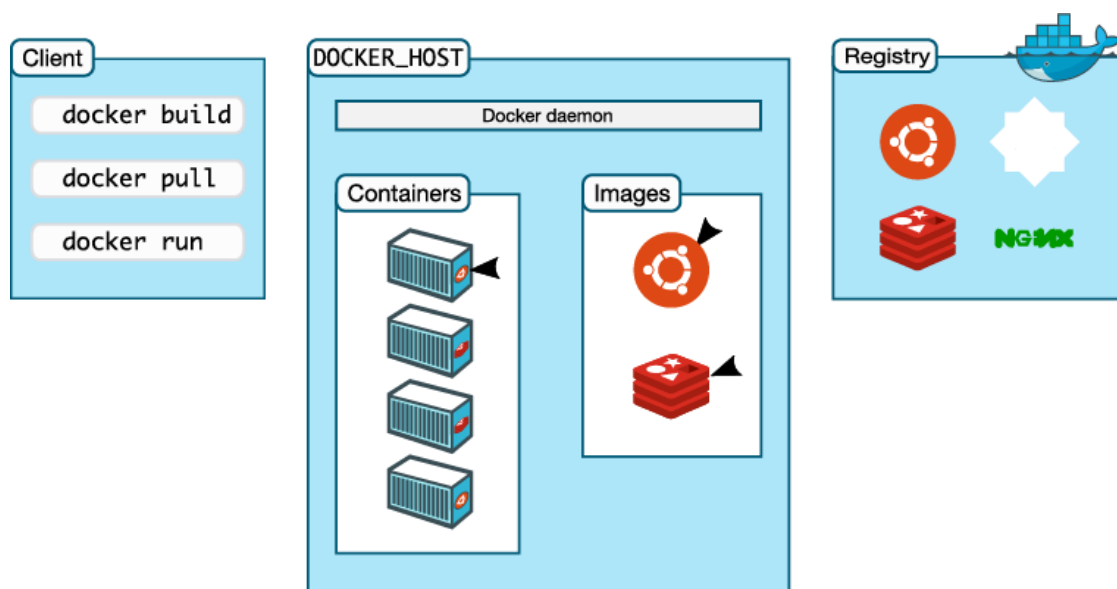 Client
docker build
docker pull
docker run
DOCKER_HOST
Docker daemon
Containers
Images
Registry
NGINX